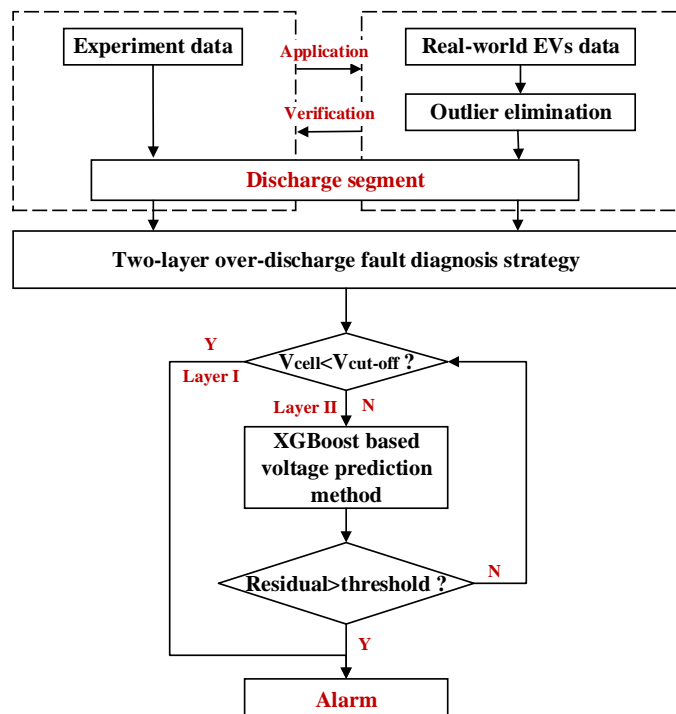 Experiment data
Application
Real-world EVs data
Verification
Outlier elimination
Discharge segment
Two-layer over-discharge fault diagnosis strategy
Y
Vcell<Vcut-off ?
Layer I
Layer II
N
XGBoost based
voltage prediction
method
Residual>threshold ?
N
Y
Alarm